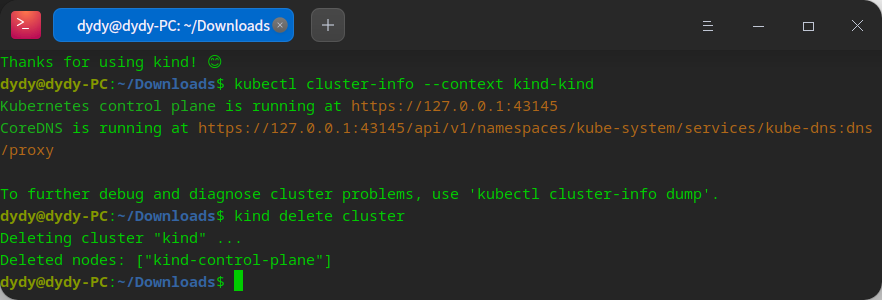 dydy@dydy-PC: ~/Downloads
Thanks for using kind! 😊
dydy@dydy-PC:~/Downloads$ kubectl cluster-info --context kind-kind
Kubernetes control plane is running at https://127.0.0.1:43145
CoreDNS is running at https://127.0.0.1:43145/api/v1/namespaces/kube-system/services/kube-dns:dns
/proxy
To further debug and diagnose cluster problems, use 'kubectl cluster-info dump'.
dydy@dydy-PC:~/Downloads$ kind delete cluster
Deleting cluster "kind" ...
Deleted nodes: ["kind-control-plane"]
dydy@dydy-PC:~/Downloads$